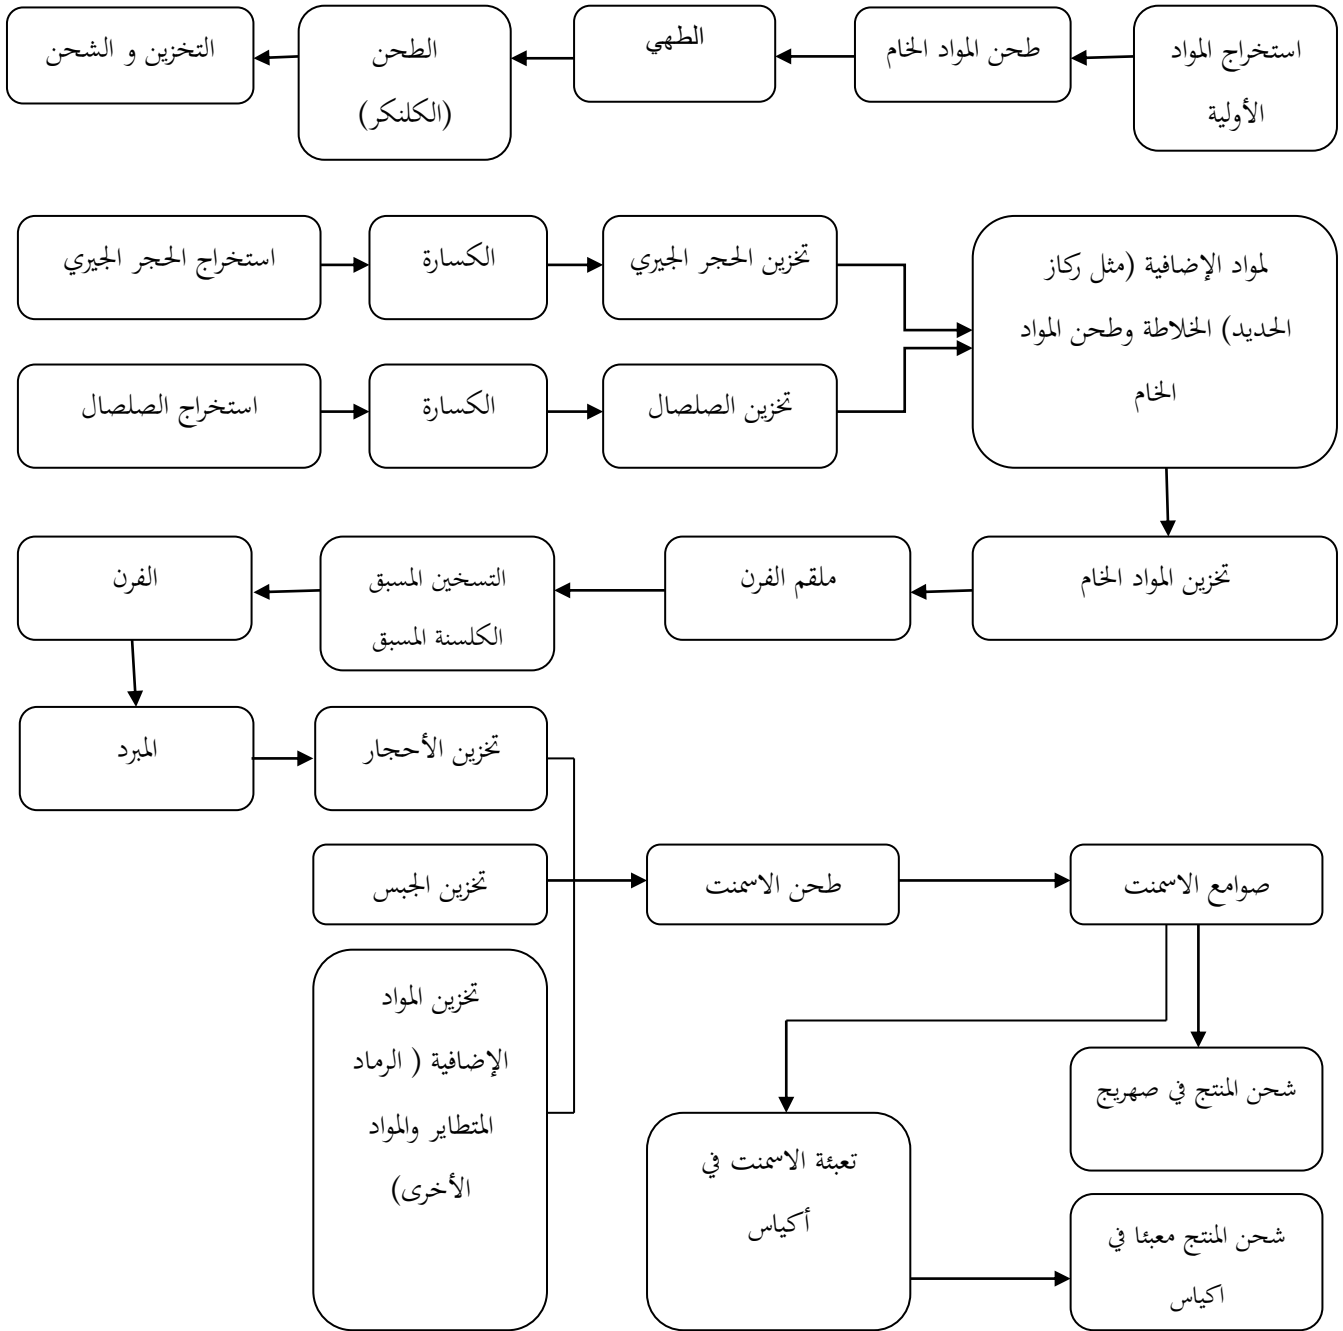 استخراج المواد
الأولية
طحن المواد الخام
الطهي
الطحن
(الكلنكر)
التخزين و الشحن
استخراج الحجر الجيري
الكسارة
تخزين الحجر الجيري
لمواد الإضافية (مثل ركاز
الحديد) الخلاطة وطحن المواد
الخام
استخراج الصلصال
الكسارة
تخزين الصلصال
تخزين المواد الخام
ملقم الفرن
التسخين المسبق
الكلسنة المسبق
الفرن
المبرد
تخزين الأحجار
تخزين الجبس
طحن الاسمنت
صوامع الاسمنت
تخزين المواد
الإضافية ( الرماد
المتطاير والمواد
الأخرى)
شحن المنتج في صهريج
تعبئة الاسمنت في
أكياس
شحن المنتج معبئا في
اكياس